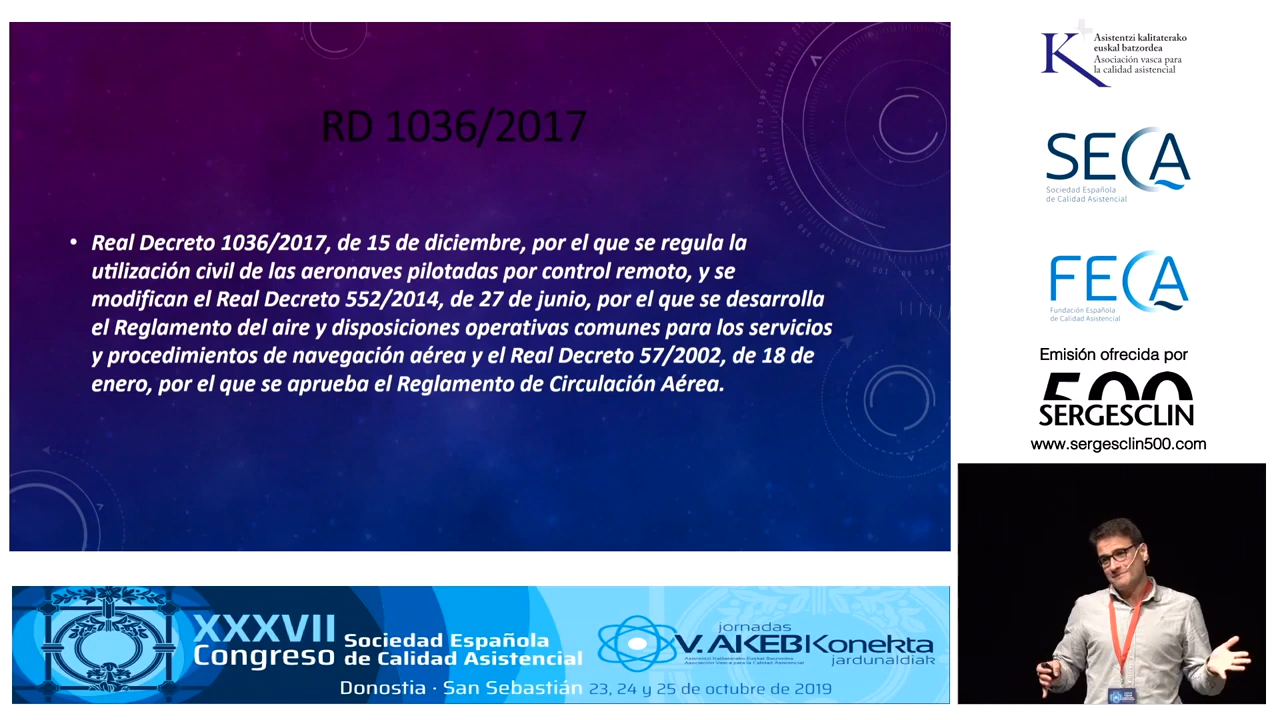 RD 1036/2017
• Real Decreto 1036/2017, de 15 de diciembre, por el que se regula la
utilización civil de las aeronaves pilotadas por control remoto, y se
modifican el Real Decreto 552/2014, de 27 de junio, por el que se desarrolla
el Reglamento del aire y disposiciones operativas comunes para los servicios
y procedimientos de navegación aérea y el Real Decreto 57/2002, de 18 de
enero, por el que se aprueba el Reglamento de Circulación Aérea.
K
Asistentzi kalitaterako
euskal batzordea
Asociación vasca para
la calidad asistencial
SECA
Sociedad Española
de Calidad Asistencial
FECA
Fundación Española
de Calidad Asistencial
Emisión ofrecida por
500
SERGESCLIN
www.sergesclin500.com
XXXVII
Congreso
Sociedad Española
de Calidad Asistencial
Donostia · San Sebastián 23, 24 y 25 de octubre de 2019
jornadas
V.AKEBIKonekta
jardunaldiak